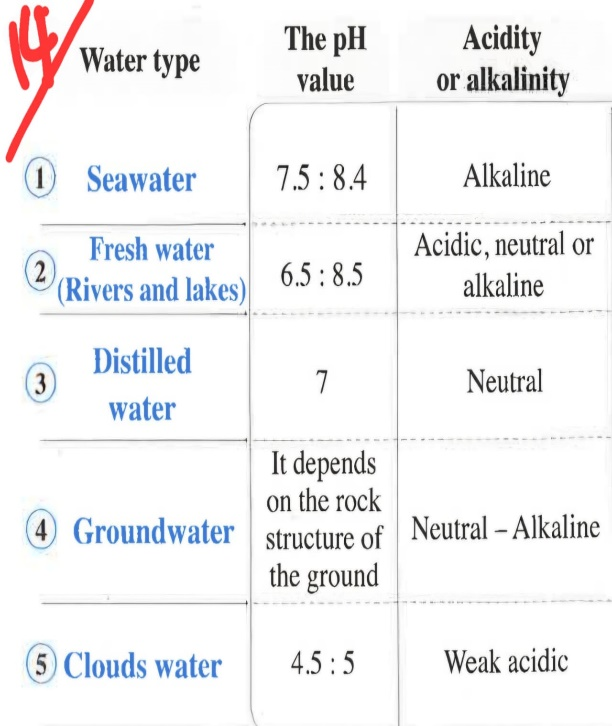 14
Water type
The pH
value
Acidity
or alkalinity
1 Seawater
7.5 : 8.4
Alkaline
2 Fresh water
(Rivers and lakes)
6.5 : 8.5
Acidic, neutral or
alkaline
3 Distilled
water
7
Neutral
4 Groundwater
It depends
on the rock
structure of
the ground
Neutral – Alkaline
5 Clouds water
4.5 : 5
Weak acidic